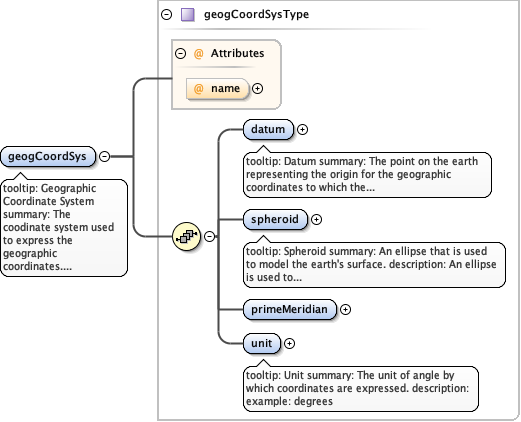 geogCoordSysType
@ Attributes
@ name
geogCoordSys
tooltip: Geographic
Coordinate System
summary: The
coodinate system used
to express the
geographic
coordinates....
datum
tooltip: Datum summary: The point on the earth
representing the origin for the geographic
coordinates to which the...
spheroid
tooltip: Spheroid summary: An ellipse that is used
to model the earth's surface. description: An ellipse
is used to...
primeMeridian
unit
tooltip: Unit summary: The unit of angle by
which coordinates are expressed. description:
example: degrees